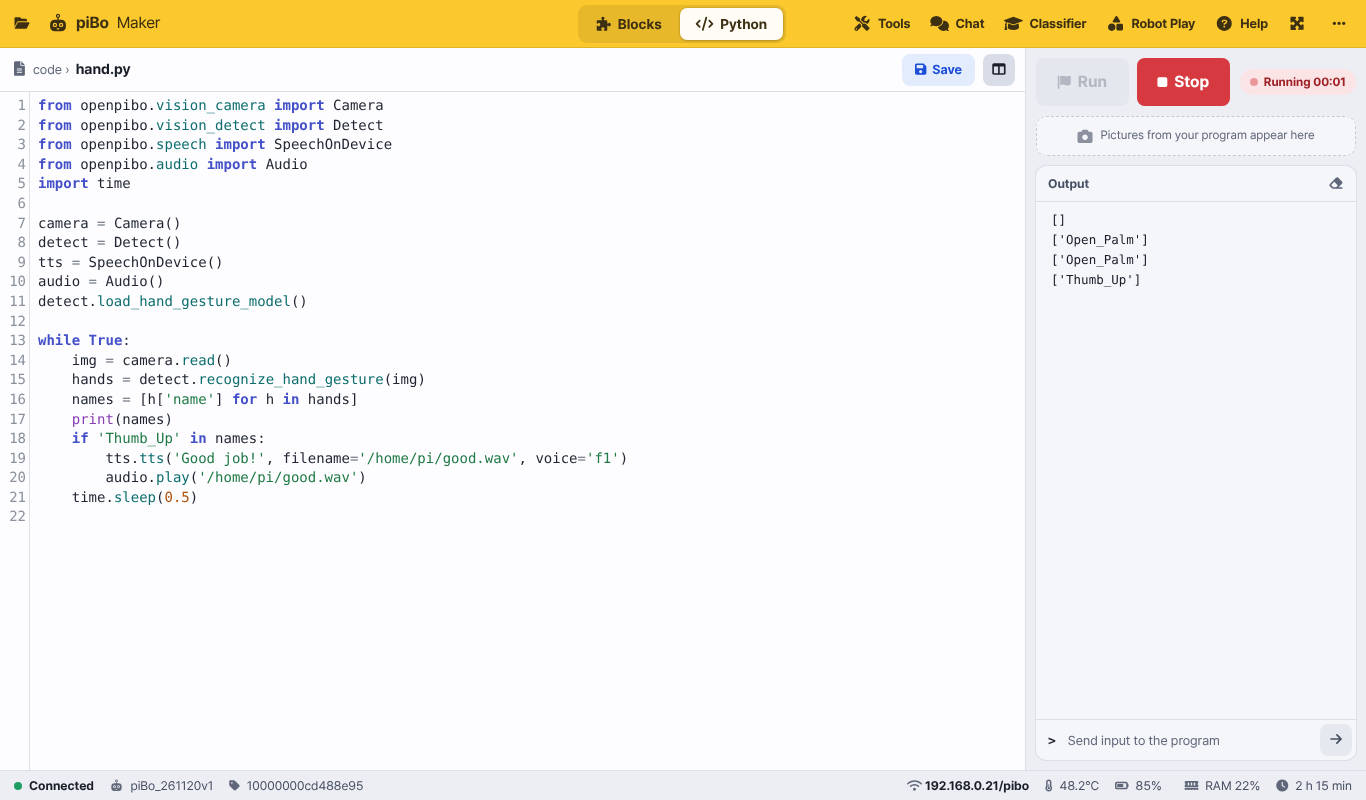 piBo Maker
Blocks
Python
Tools
Chat
Classifier
Robot Play
Help
code › hand.py
Save
Run
Stop
Running 00:01
Pictures from your program appear here
1 from openpibo.vision_camera import Camera
2 from openpibo.vision_detect import Detect
3 from openpibo.speech import SpeechOnDevice
4 from openpibo.audio import Audio
5 import time
6
7 camera = Camera()
8 detect = Detect()
9 tts = SpeechOnDevice()
10 audio = Audio()
11 detect.load_hand_gesture_model()
12
13 while True:
14     img = camera.read()
15     hands = detect.recognize_hand_gesture(img)
16     names = [h['name'] for h in hands]
17     print(names)
18     if 'Thumb_Up' in names:
19         tts.tts('Good job!', filename='/home/pi/good.wav', voice='f1')
20         audio.play('/home/pi/good.wav')
21     time.sleep(0.5)
22
Output
[]
['Open_Palm']
['Open_Palm']
['Thumb_Up']
> Send input to the program
Connected
piBo_261120v1
10000000cd488e95
192.168.0.21/pibo
48.2°C
85%
RAM 22%
2 h 15 min